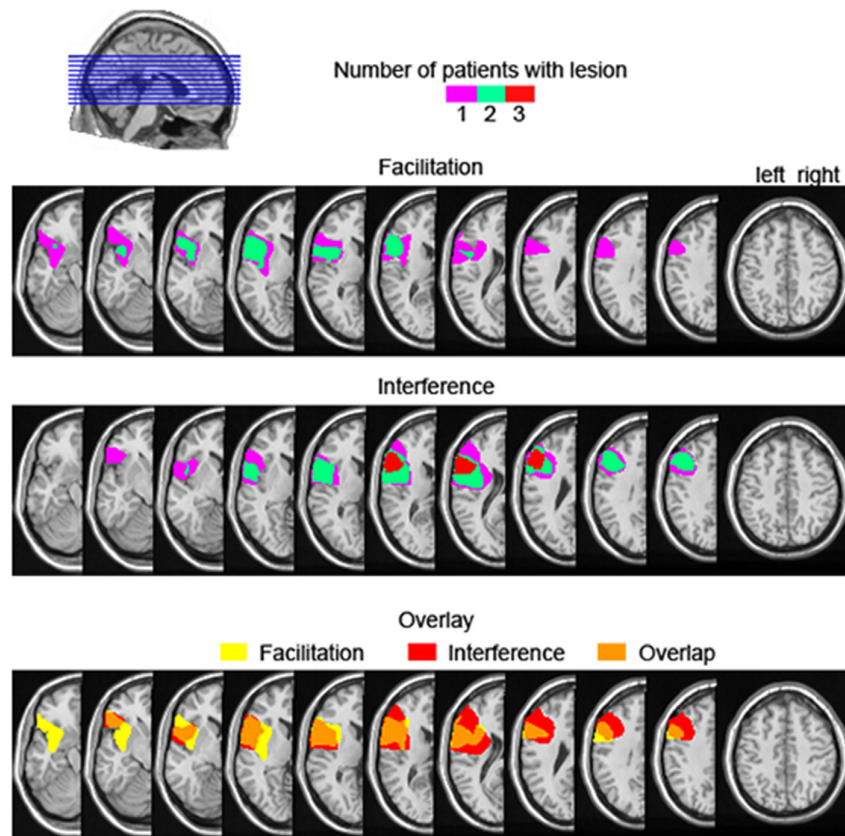 Number of patients with lesion
1 2 3
Facilitation
left right
Interference
Overlay
Facilitation Interference Overlap